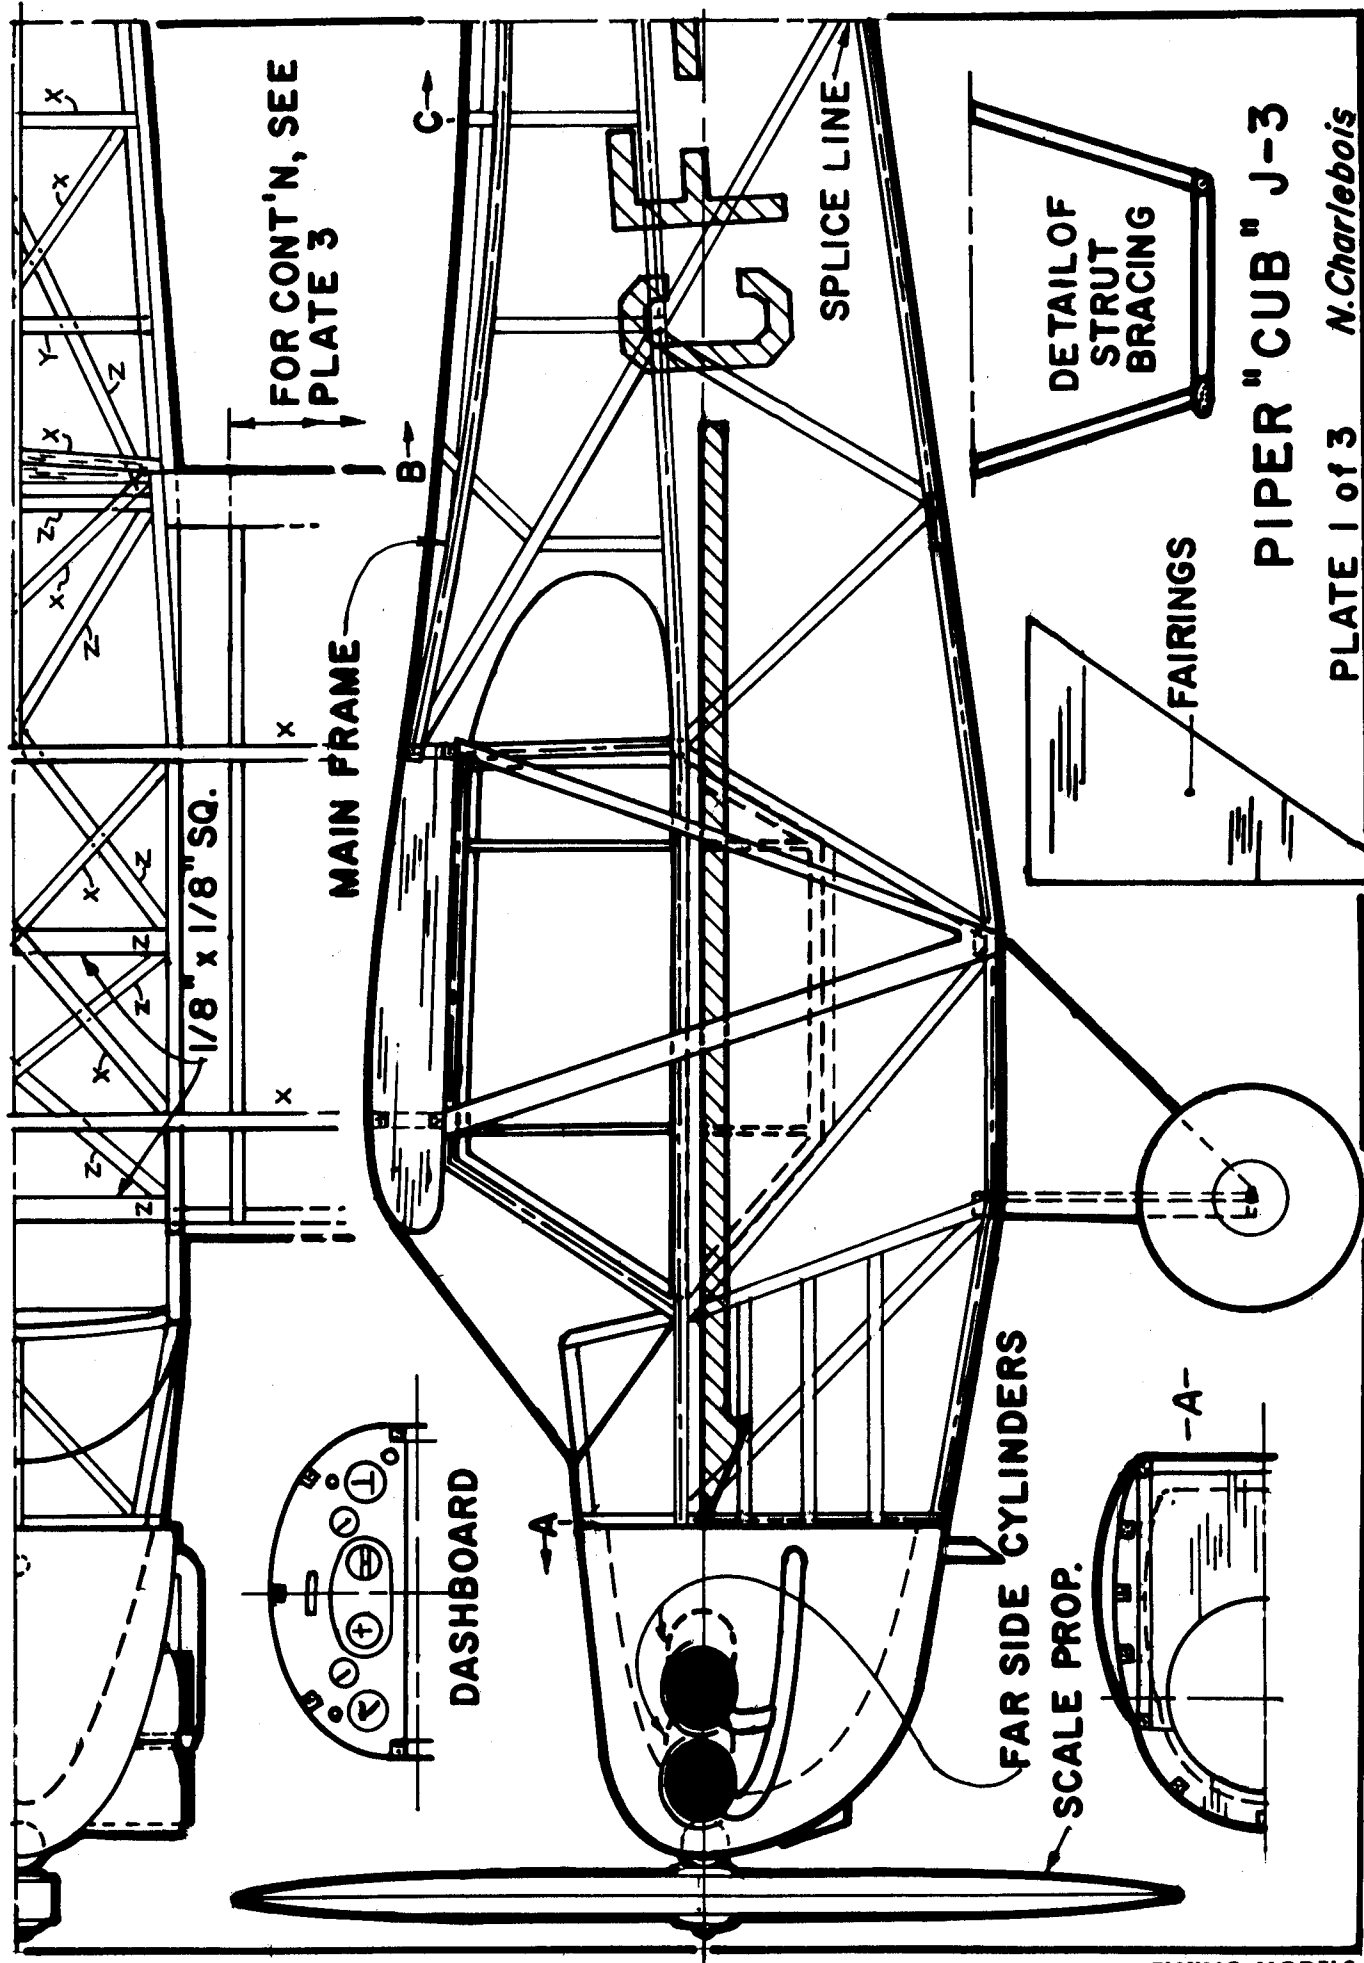 FOR CONT'N, SEE
PLATE 3
X
X
Y
Z
X
Z
X
Z
X
Z
X
Z
Z
X
Z
Z
X
1/8" x 1/8" SQ.
MAIN FRAME
B
C
A
CF-
SPLICE LINE
DASHBOARD
FAR SIDE CYLINDERS
SCALE PROP.
-A-
FAIRINGS
DETAIL OF
STRUT
BRACING
PIPER "CUB" J-3
PLATE 1 of 3 N.Charlebois